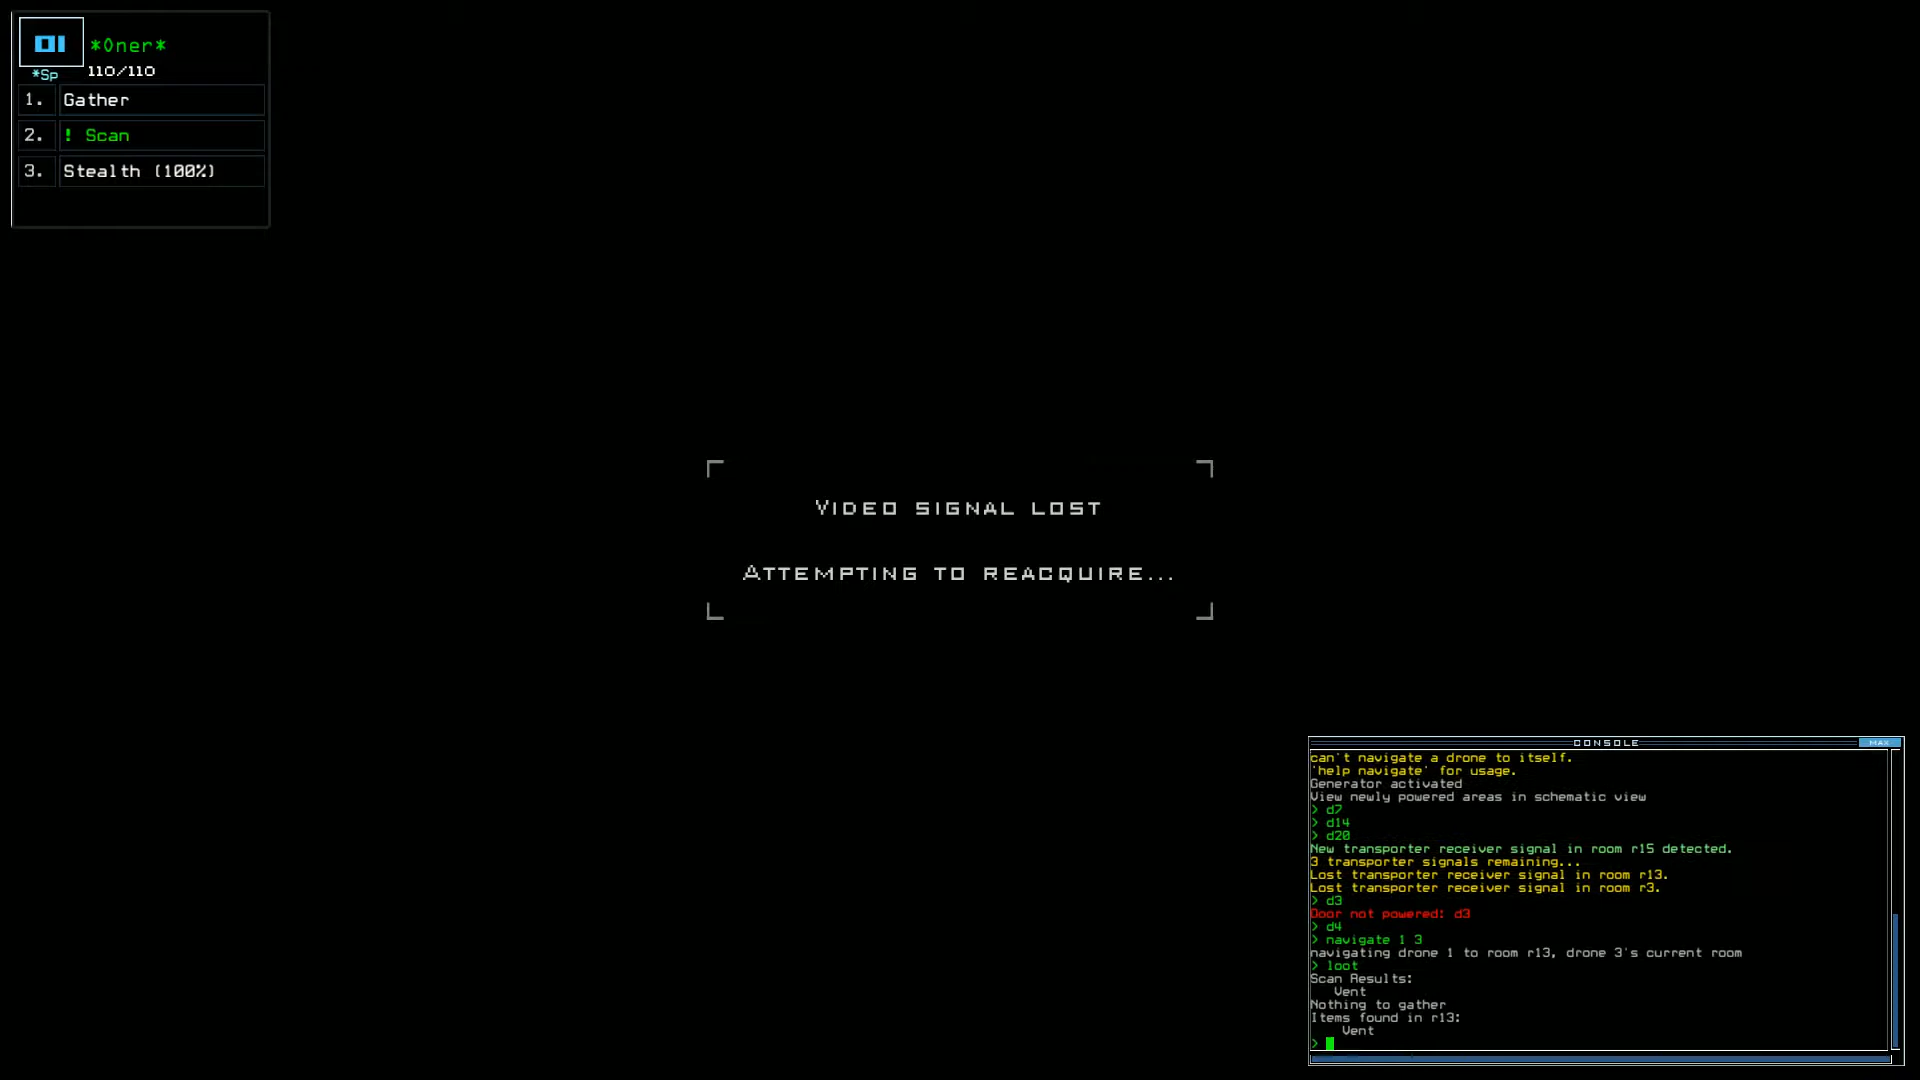 01 *Oner*
*Sp 110/110
1. Gather
2. ! Scan
3. Stealth (100%)
Video signal lost
Attempting to reacquire...
CONSOLE MAX
can't navigate a drone to itself.
'help navigate' for usage.
Generator activated
View newly powered areas in schematic view
> d7
> d14
> d20
New transporter receiver signal in room r15 detected.
3 transporter signals remaining...
Lost transporter receiver signal in room r13.
Lost transporter receiver signal in room r3.
> d3
Door not powered: d3
> d4
> navigate 1 3
navigating drone 1 to room r13, drone 3's current room
> loot
Scan Results:
Vent
Nothing to gather
Items found in r13:
Vent
>